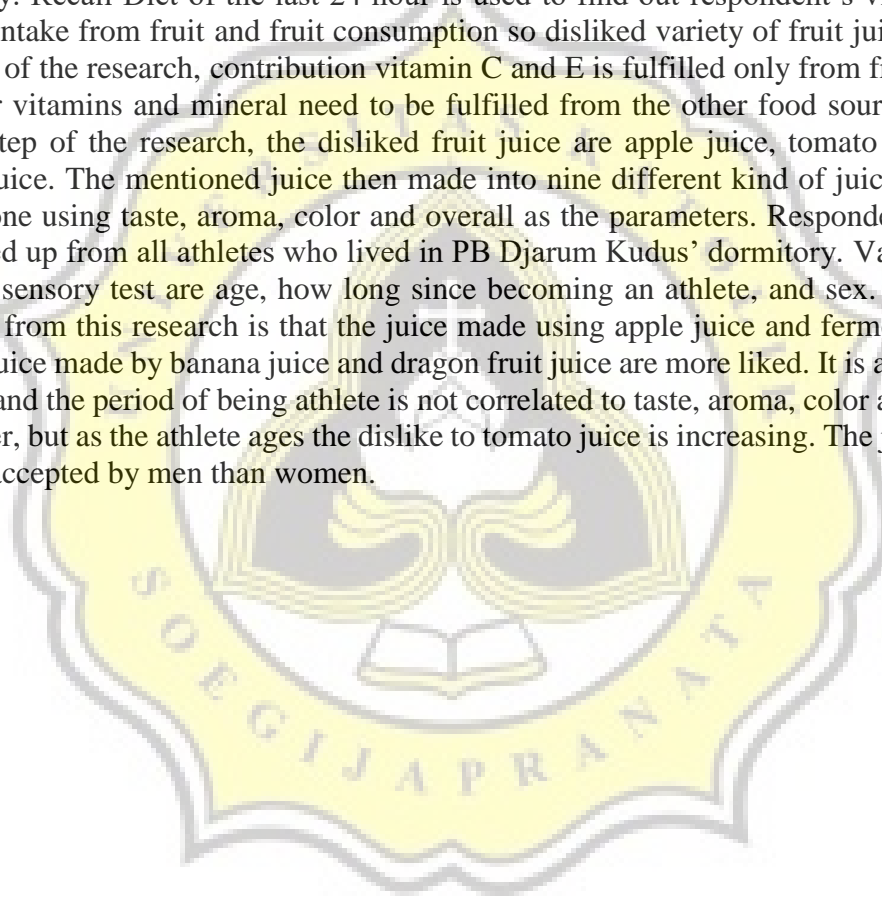 y. Recall Diet of the last 24 hour is used to find out respondent's
ntake from fruit and fruit consumption so disliked variety of fruit
of the research, contribution vitamin C and E is fulfilled only from
vitamins and mineral need to be fulfilled from the other food
tep of the research, the disliked fruit juice are apple juice, tomato
uice. The mentioned juice then made into nine different kind of
ne using taste, aroma, color and overall as the parameters.
ed up from all athletes who lived in PB Djarum Kudus' dormitory.
sensory test are age, how long since becoming an athlete, and sex.
from this research is that the juice made using apple juice and
uice made by banana juice and dragon fruit juice are more liked. It is
and the period of being athlete is not correlated to taste, aroma, color
er, but as the athlete ages the dislike to tomato juice is increasing. The
accepted by men than women.
UNIVERSITAS KATOLIK
SOEGIJAPRANATA